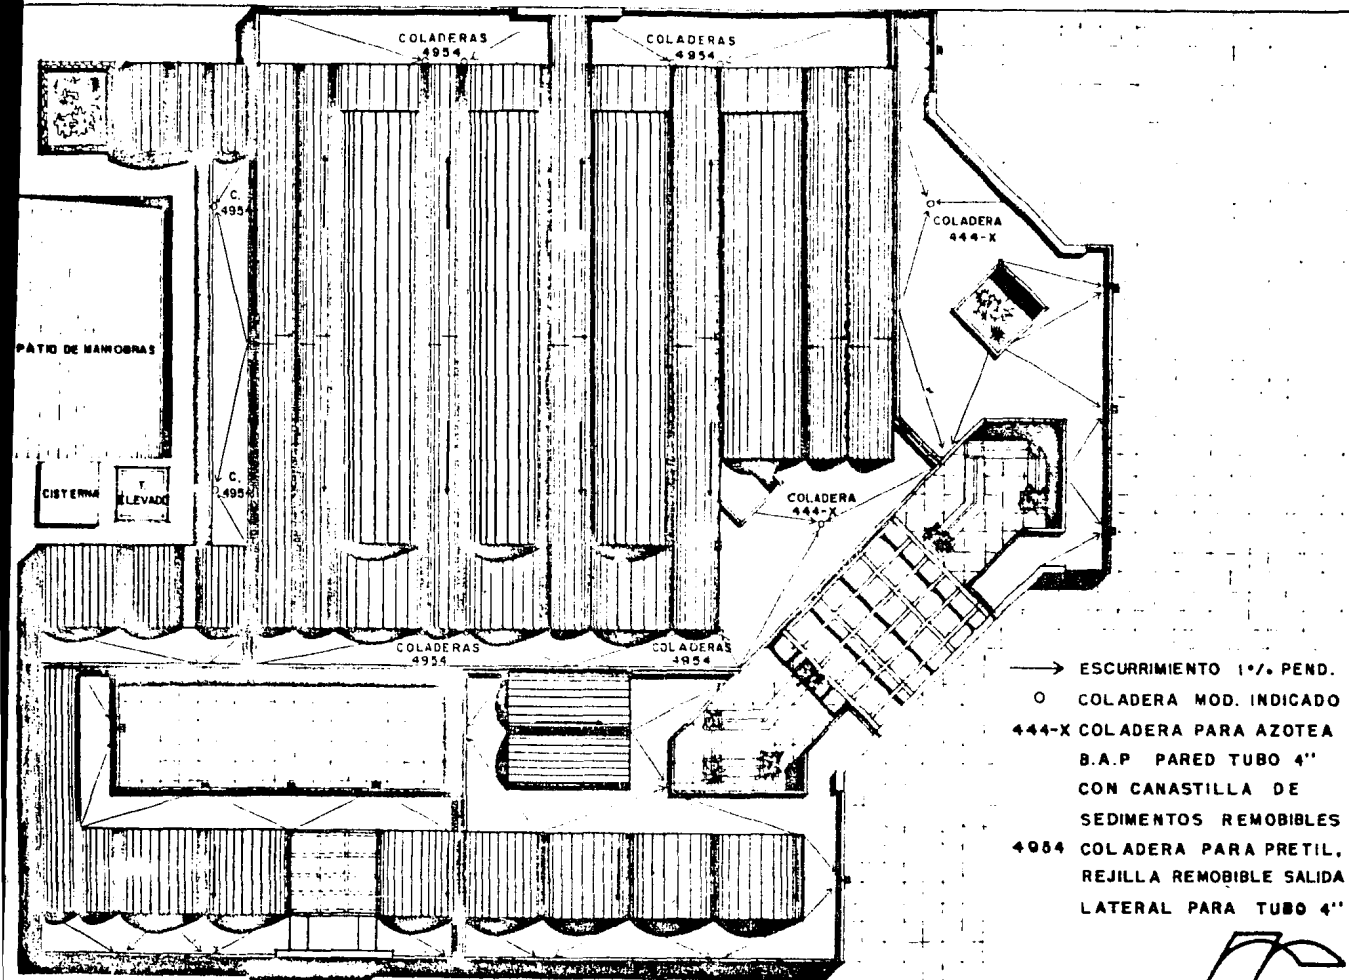 COLADERAS
4954
COLADERAS
4954
C.
4954
COLADERA
444-X
PATIO DE MANIOBRAS
CISTERNA
T.
ELEVADO
C.
495
COLADERA
444-X
COLADERAS
4954
COLADERAS
4954
ESCURRIMIENTO 1% PEND.
O COLADERA MOD. INDICADO
444-X COLADERA PARA AZOTEA
B.A.P PARED TUBO 4"
CON CANASTILLA DE
SEDIMENTOS REMOBIBLES
4954 COLADERA PARA PRETIL,
REJILLA REMOBIBLE SALIDA
LATERAL PARA TUBO 4"